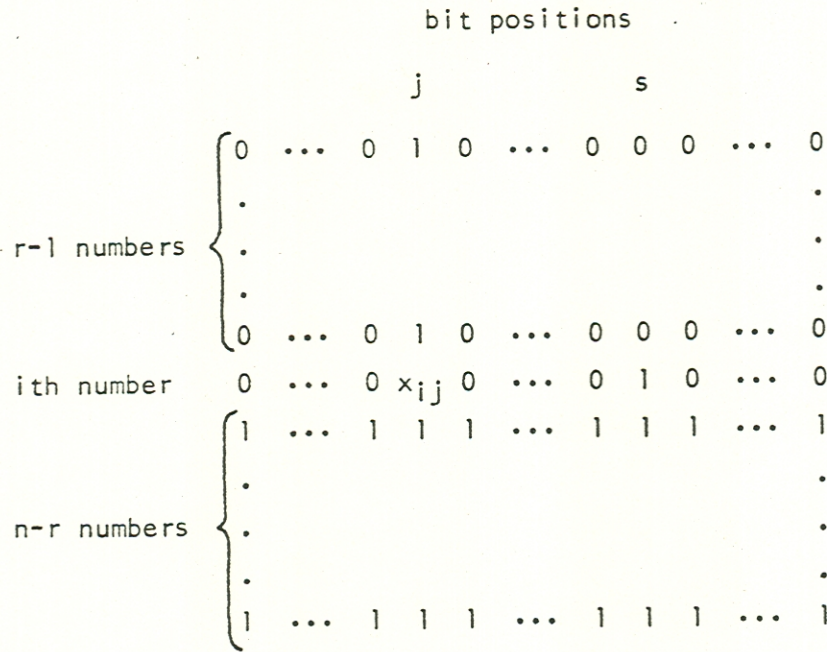 bit positions
j s
0 ... 0 1 0 ... 0 0 0 ... 0
. .
r-1 numbers . .
. .
0 ... 0 1 0 ... 0 0 0 ... 0
ith number 0 ... 0 xij 0 ... 0 1 0 ... 0
1 ... 1 1 1 ... 1 1 1 ... 1
. .
n-r numbers . .
. .
1 ... 1 1 1 ... 1 1 1 ... 1